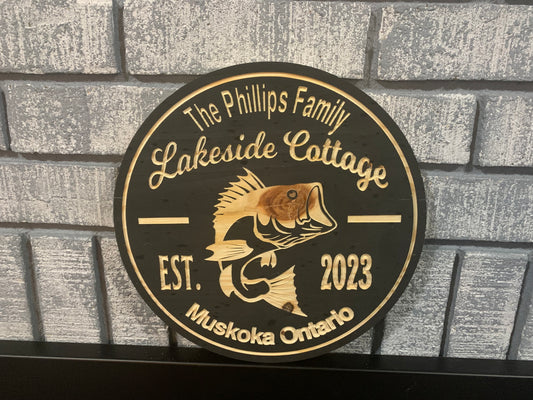 The Phillips Family
Lakeside Cottage
EST. 2023
Muskoka Ontario